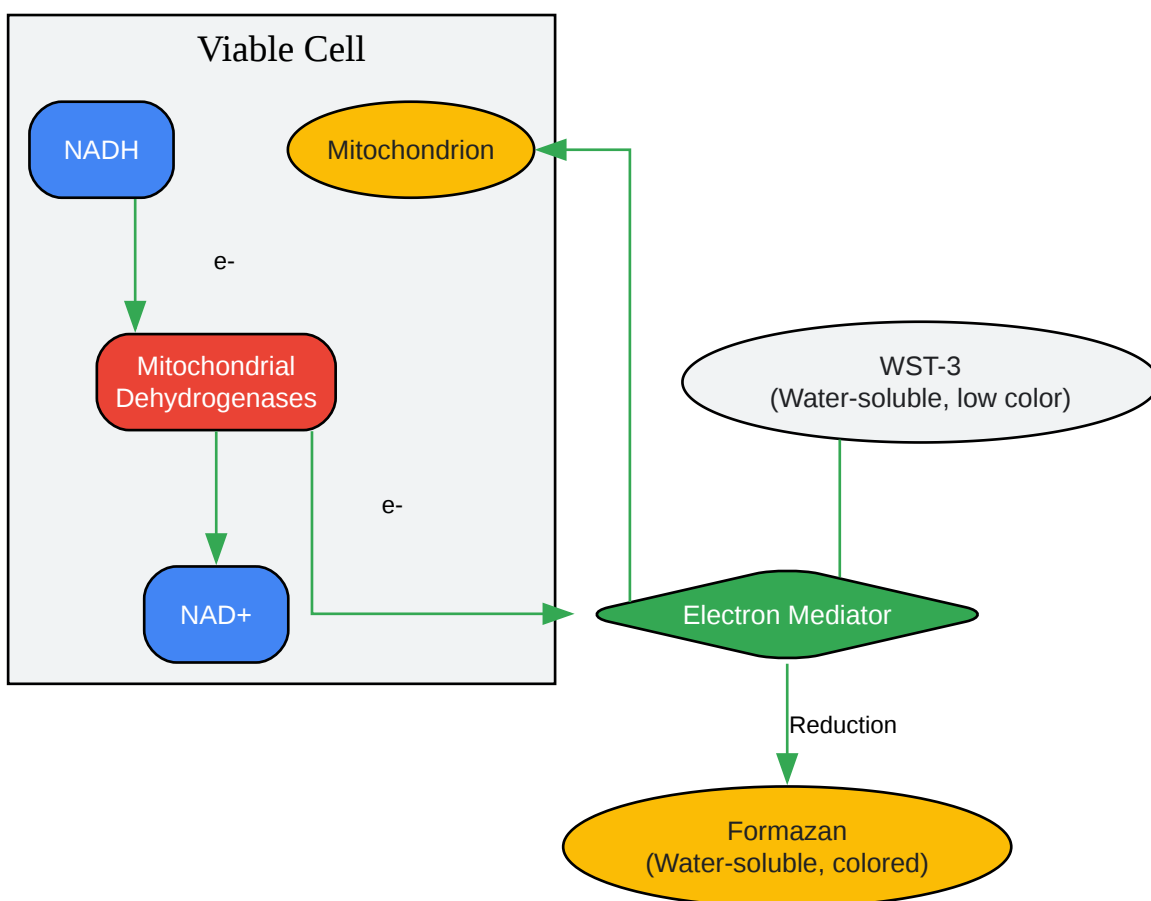 Viable Cell
NADH
Mitochondrion
e-
Mitochondrial
Dehydrogenases
WST-3
(Water-soluble, low color)
e-
NAD+
Electron Mediator
Reduction
Formazan
(Water-soluble, colored)